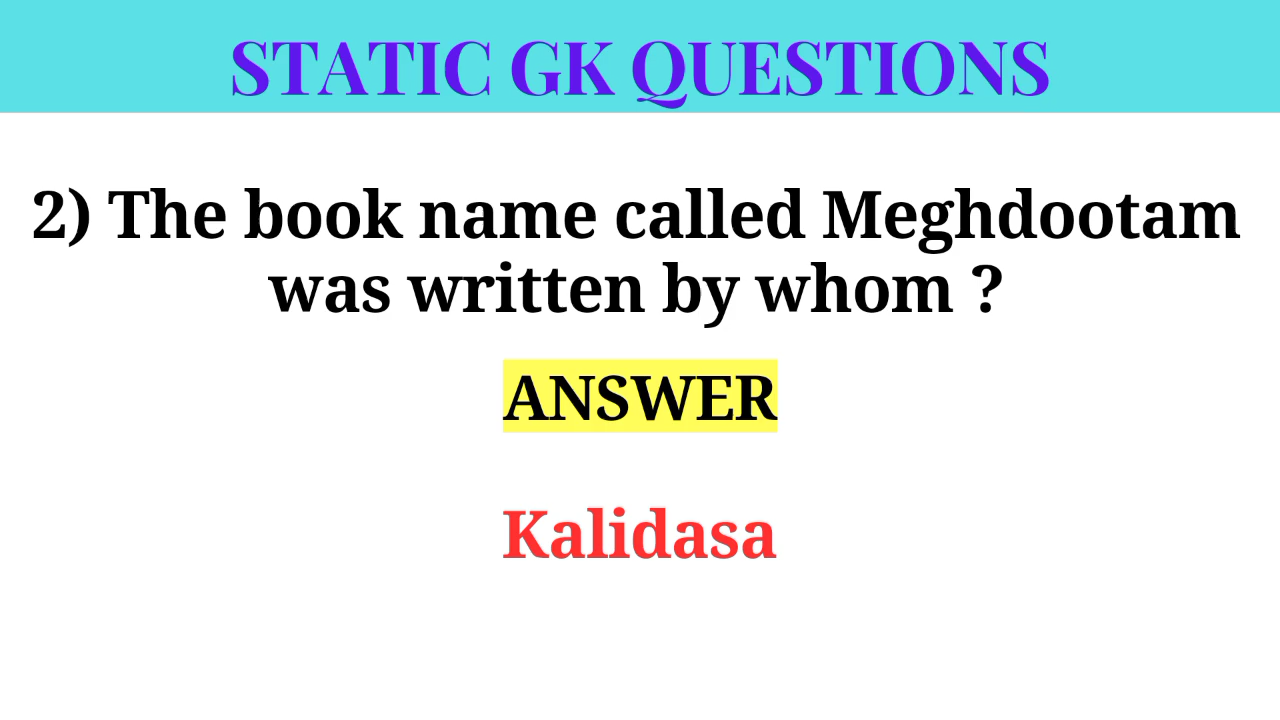 STATIC GK QUESTIONS
2) The book name called Meghdootam
was written by whom ?
ANSWER
Kalidasa